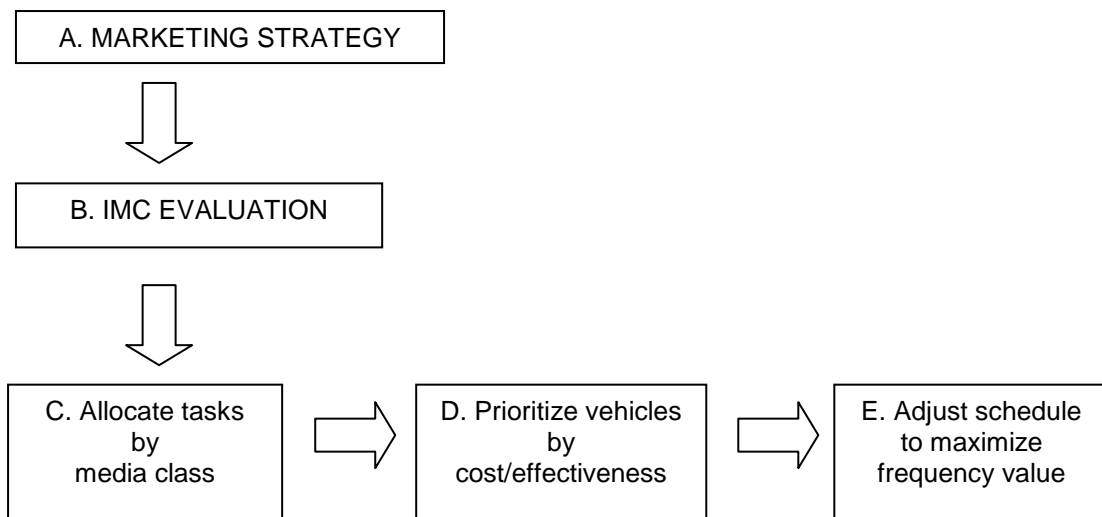 A. MARKETING STRATEGY
B. IMC EVALUATION
C. Allocate tasks
by
media class
D. Prioritize vehicles
by
cost/effectiveness
E. Adjust schedule
to maximize
frequency value